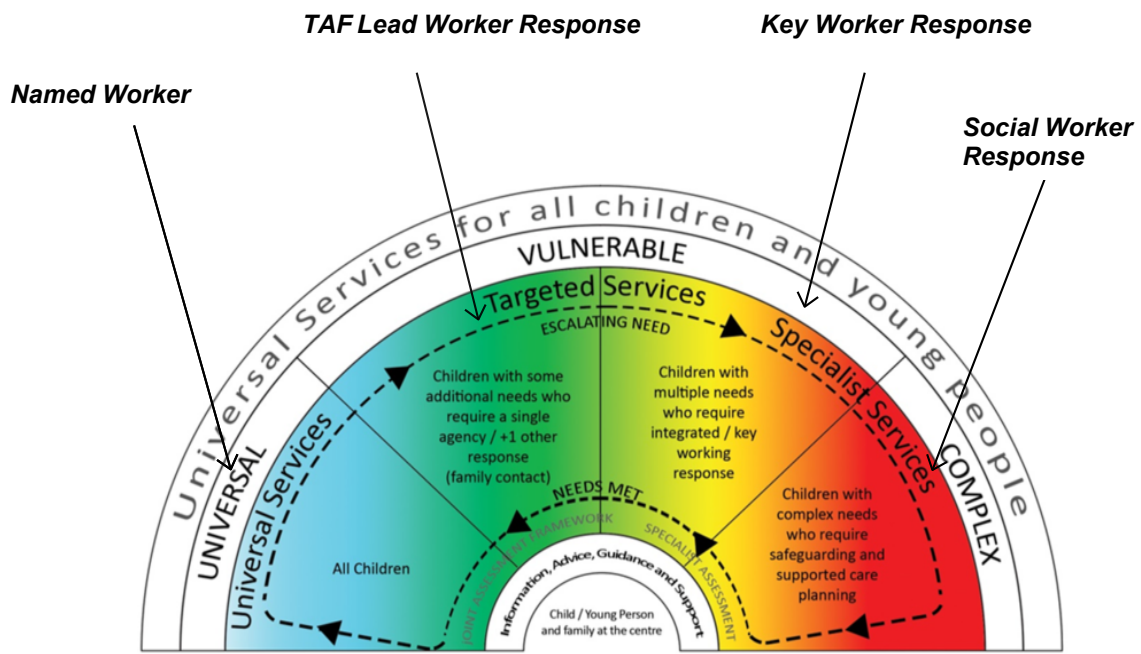 TAF Lead Worker Response
Key Worker Response
Named Worker
Social Worker
Response
Universal Services for all children and young people
VULNERABLE
UNIVERSAL
COMPLEX
Targeted Services
Universal Services
Specialist Services
ESCALATING NEED
Children with some
additional needs who
require a single
agency / +1 other
response
(family contact)
Children with
multiple needs
who require
integrated / key
working
response
All Children
Children with
complex needs
who require
safeguarding and
supported care
planning
NEEDS MET
JOINT ASSESSMENT FRAMEWORK
SPECIALIST ASSESSMENT
Information, Advice, Guidance and Support
Child / Young Person
and family at the centre